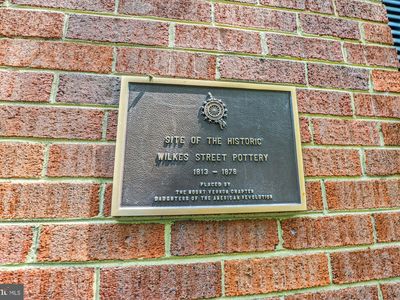 SITE OF THE HISTORIC
WILKES STREET POTTERY
1813 - 1876
PLACED BY
THE MOUNT VERNON CHAPTER
DAUGHTERS OF THE AMERICAN REVOLUTION
MLS